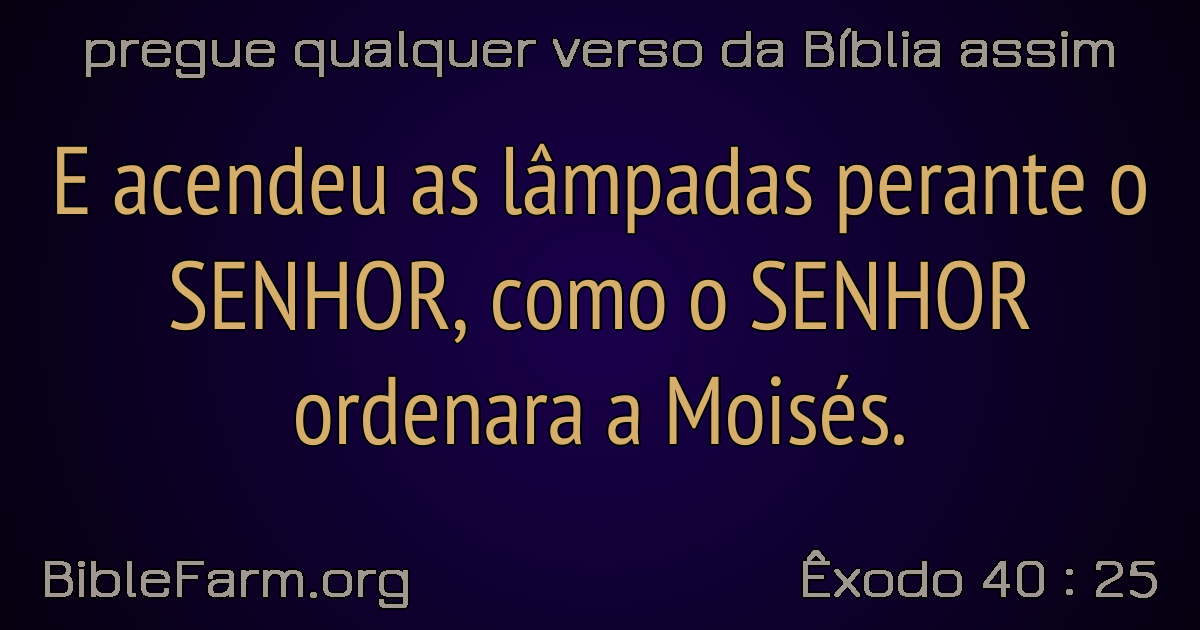 pregue qualquer verso da Bíblia assim
E acendeu as lâmpadas perante o
SENHOR, como o SENHOR
ordenara a Moisés.
BibleFarm.org
Êxodo 40 : 25